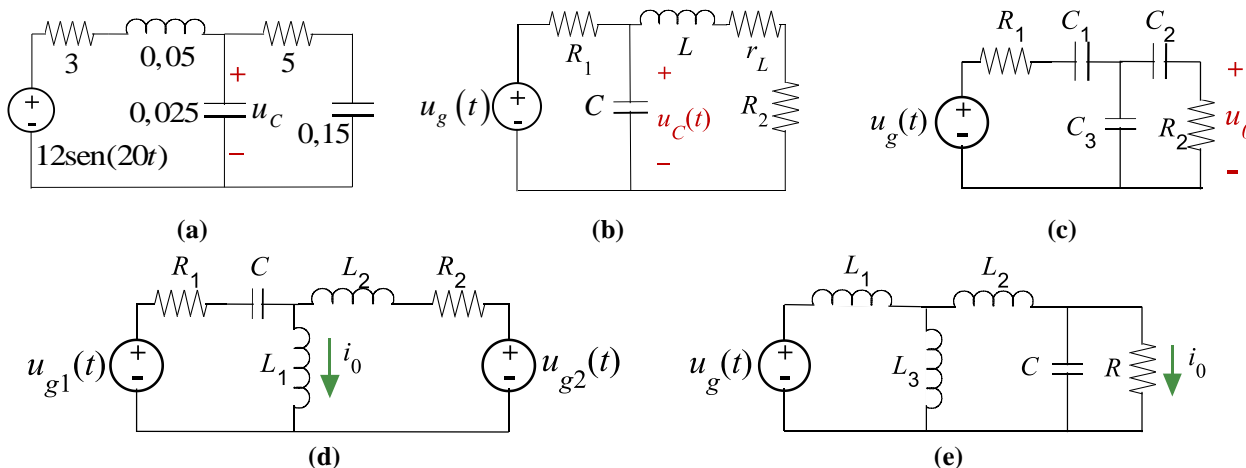 3
0,05
5
+
-
12sen(20t)
0,025
+
u_C
−
0,15
(a)
R_1
L
r_L
u_g(t)
+
-
C
+
u_C(t)
−
R_2
(b)
R_1
C_1
C_2
u_g(t)
+
-
C_3
R_2
+
-
(c)
R_1
C
L_2
R_2
u_g1(t)
+
-
L_1
i_0
+
-
u_g2(t)
(d)
L_1
L_2
u_g(t)
+
-
L_3
C
R
i_0
(e)